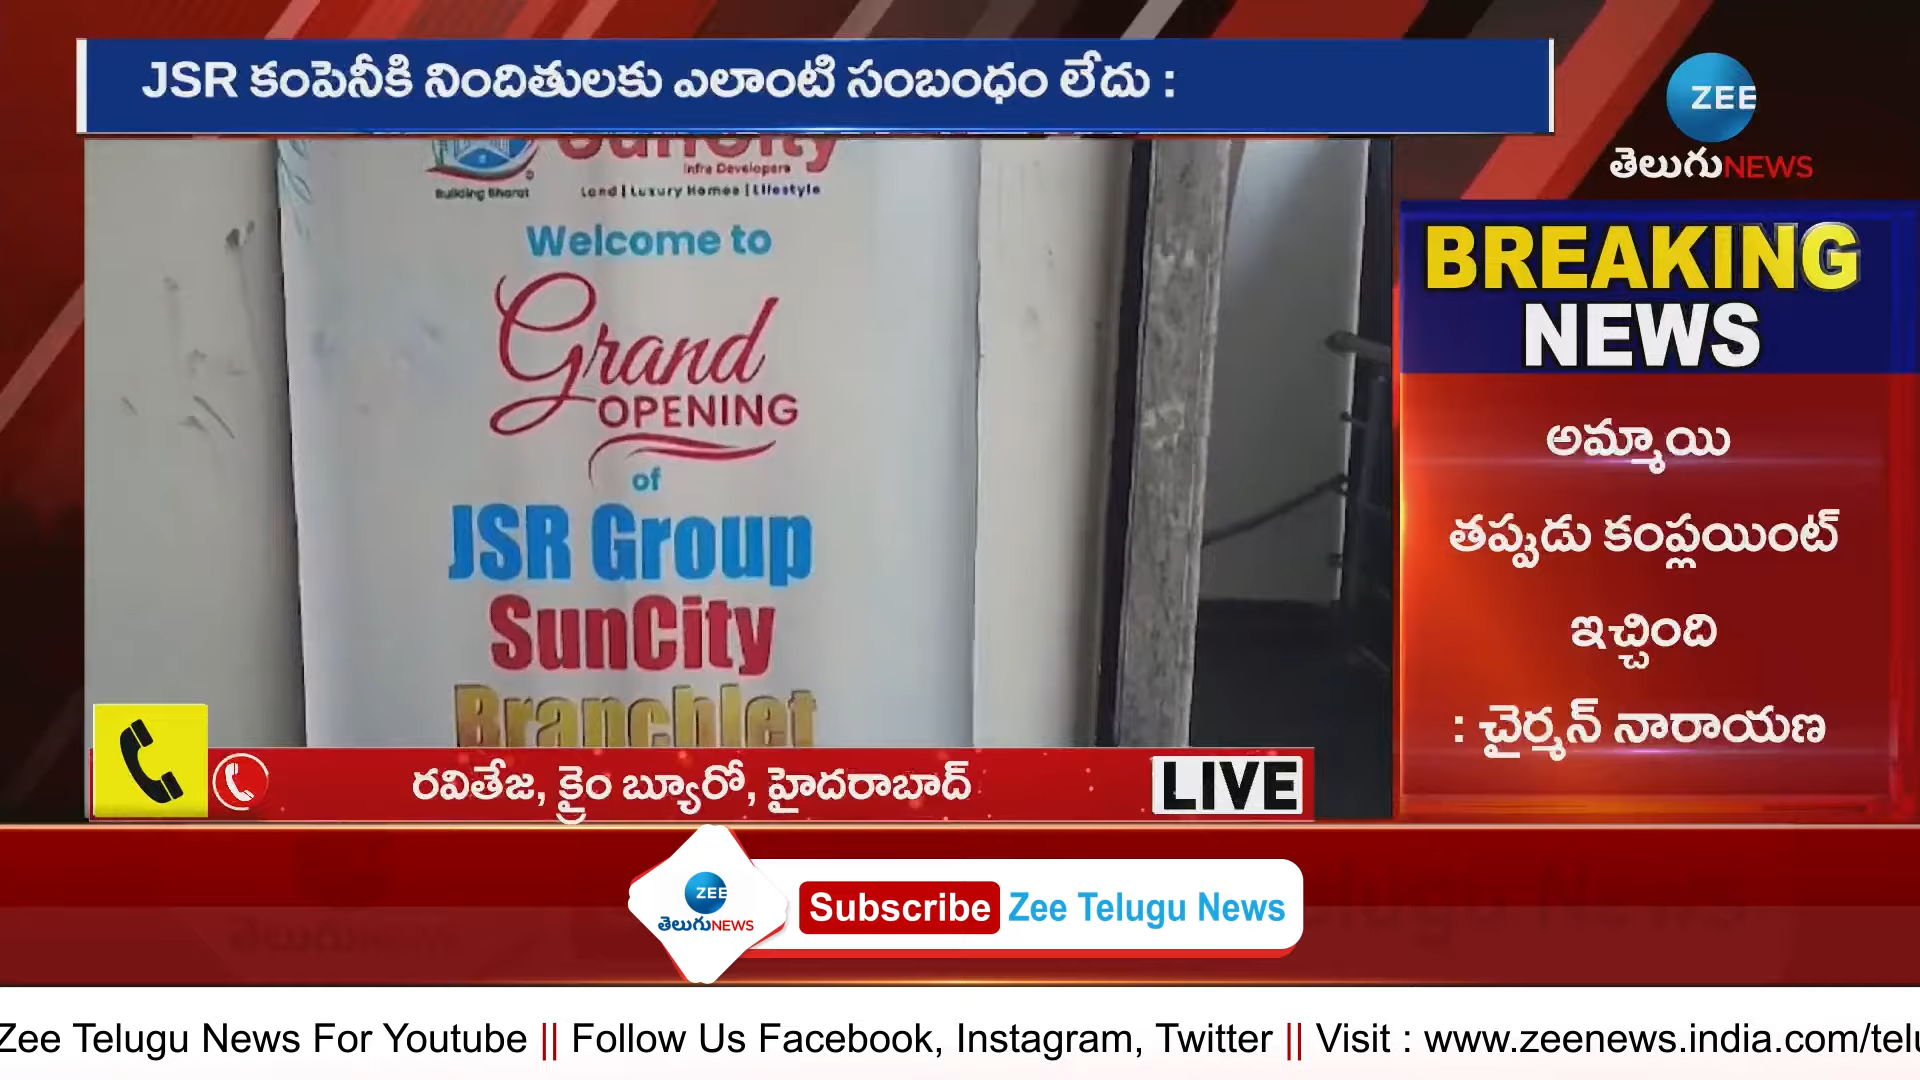 JSR కంపెనీకి నిందితులకు ఎలాంటి సంబంధం లేదు :
ZEE
తెలుగుNEWS
SunCity
Infra Developers
Building Bharat
Land | Luxury Homes | Lifestyle
Welcome to
Grand
OPENING
of
JSR Group
SunCity
Branchlet
BREAKING
NEWS
అమ్మాయి
తప్పుడు కంప్లయింట్
ఇచ్చింది
: చైర్మన్ నారాయణ
రవితేజ, క్రైం బ్యూరో, హైదరాబాద్
LIVE
ZEE
తెలుగుNEWS
Subscribe Zee Telugu News
Zee Telugu News For Youtube || Follow Us Facebook, Instagram, Twitter || Visit : www.zeenews.india.com/telu